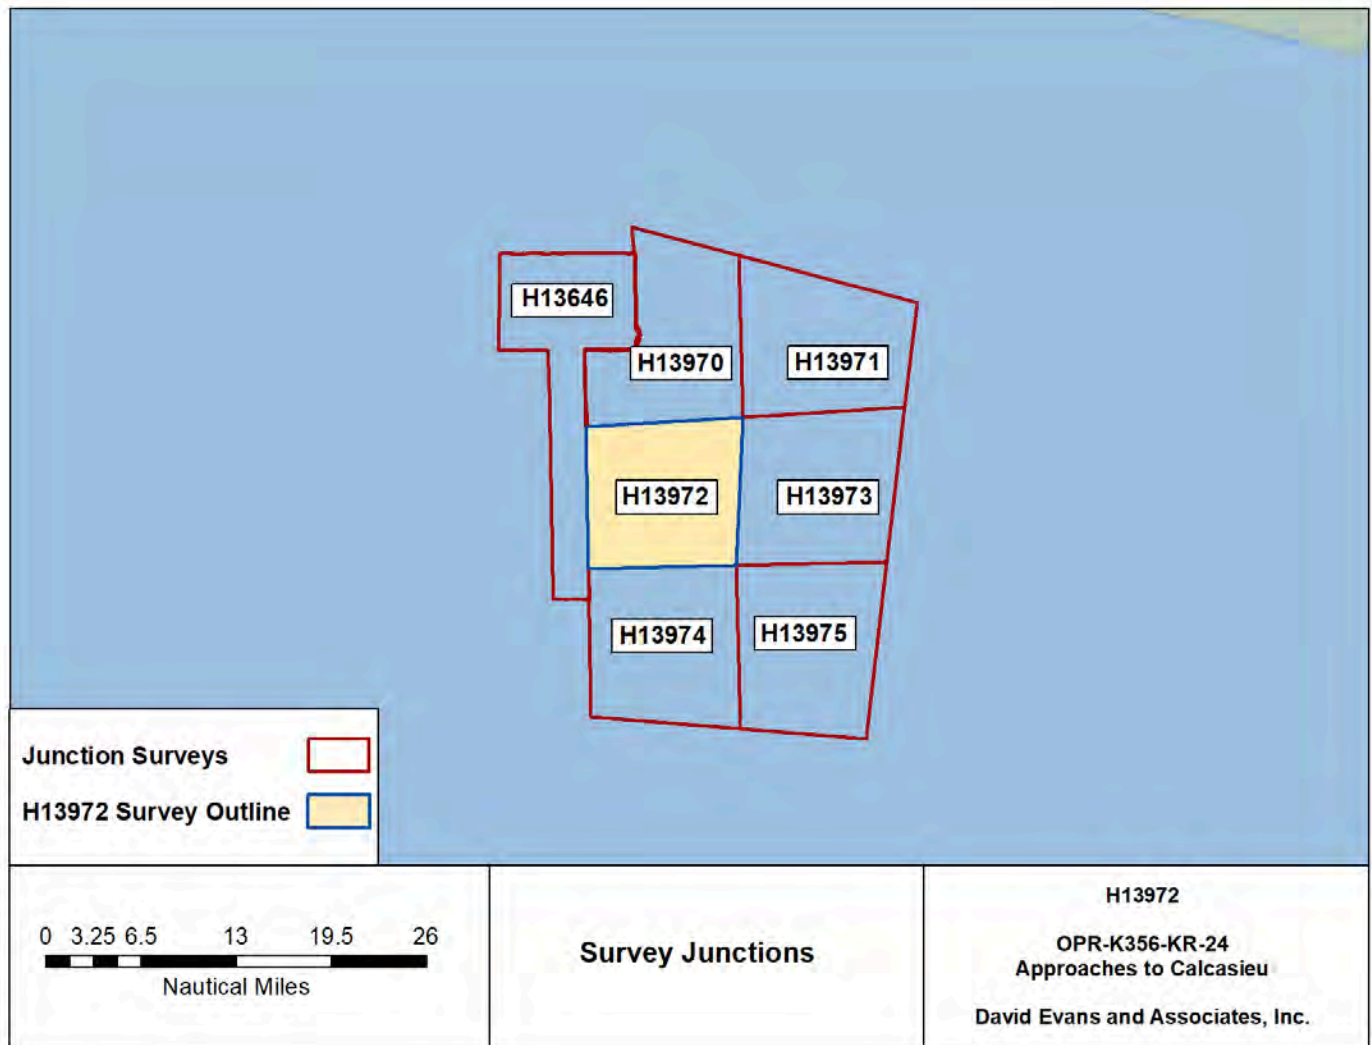 H13646
H13970
H13971
H13972
H13973
H13974
H13975
Junction Surveys
H13972 Survey Outline
0 3.25 6.5 13 19.5 26
Nautical Miles
Survey Junctions
H13972
OPR-K356-KR-24
Approaches to Calcasieu
David Evans and Associates, Inc.